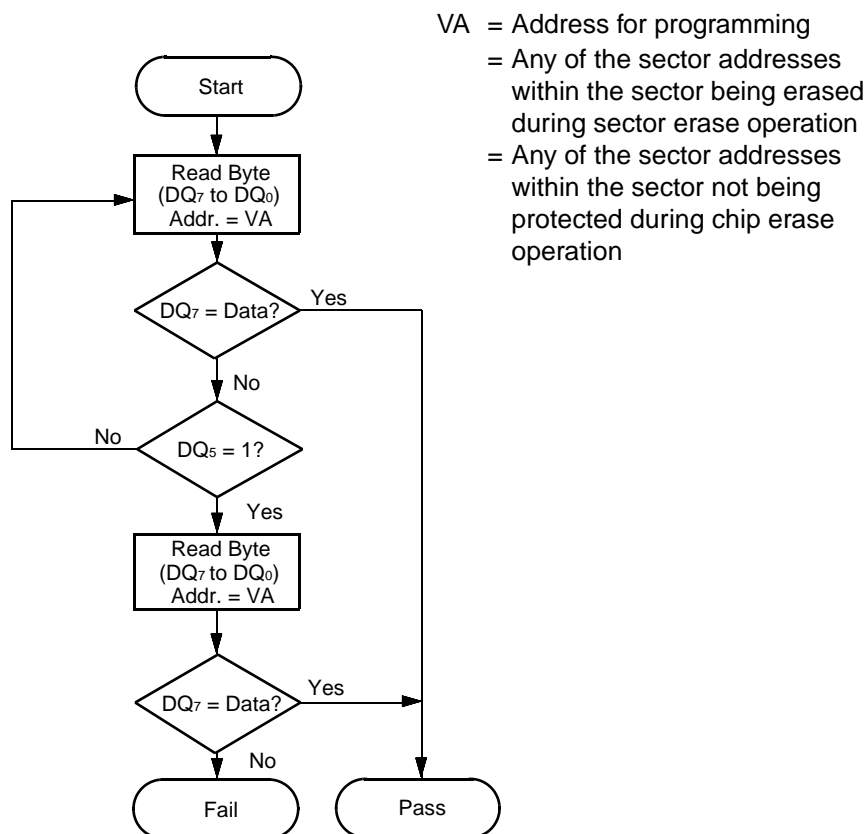 VA = Address for programming
= Any of the sector addresses
within the sector being erased
during sector erase operation
= Any of the sector addresses
within the sector not being
protected during chip erase
operation
Start
Read Byte
(DQ7 to DQ0)
Addr. = VA
DQ7 = Data?
Yes
No
DQ5 = 1?
No
Yes
Read Byte
(DQ7 to DQ0)
Addr. = VA
DQ7 = Data?
Yes
No
Fail
Pass